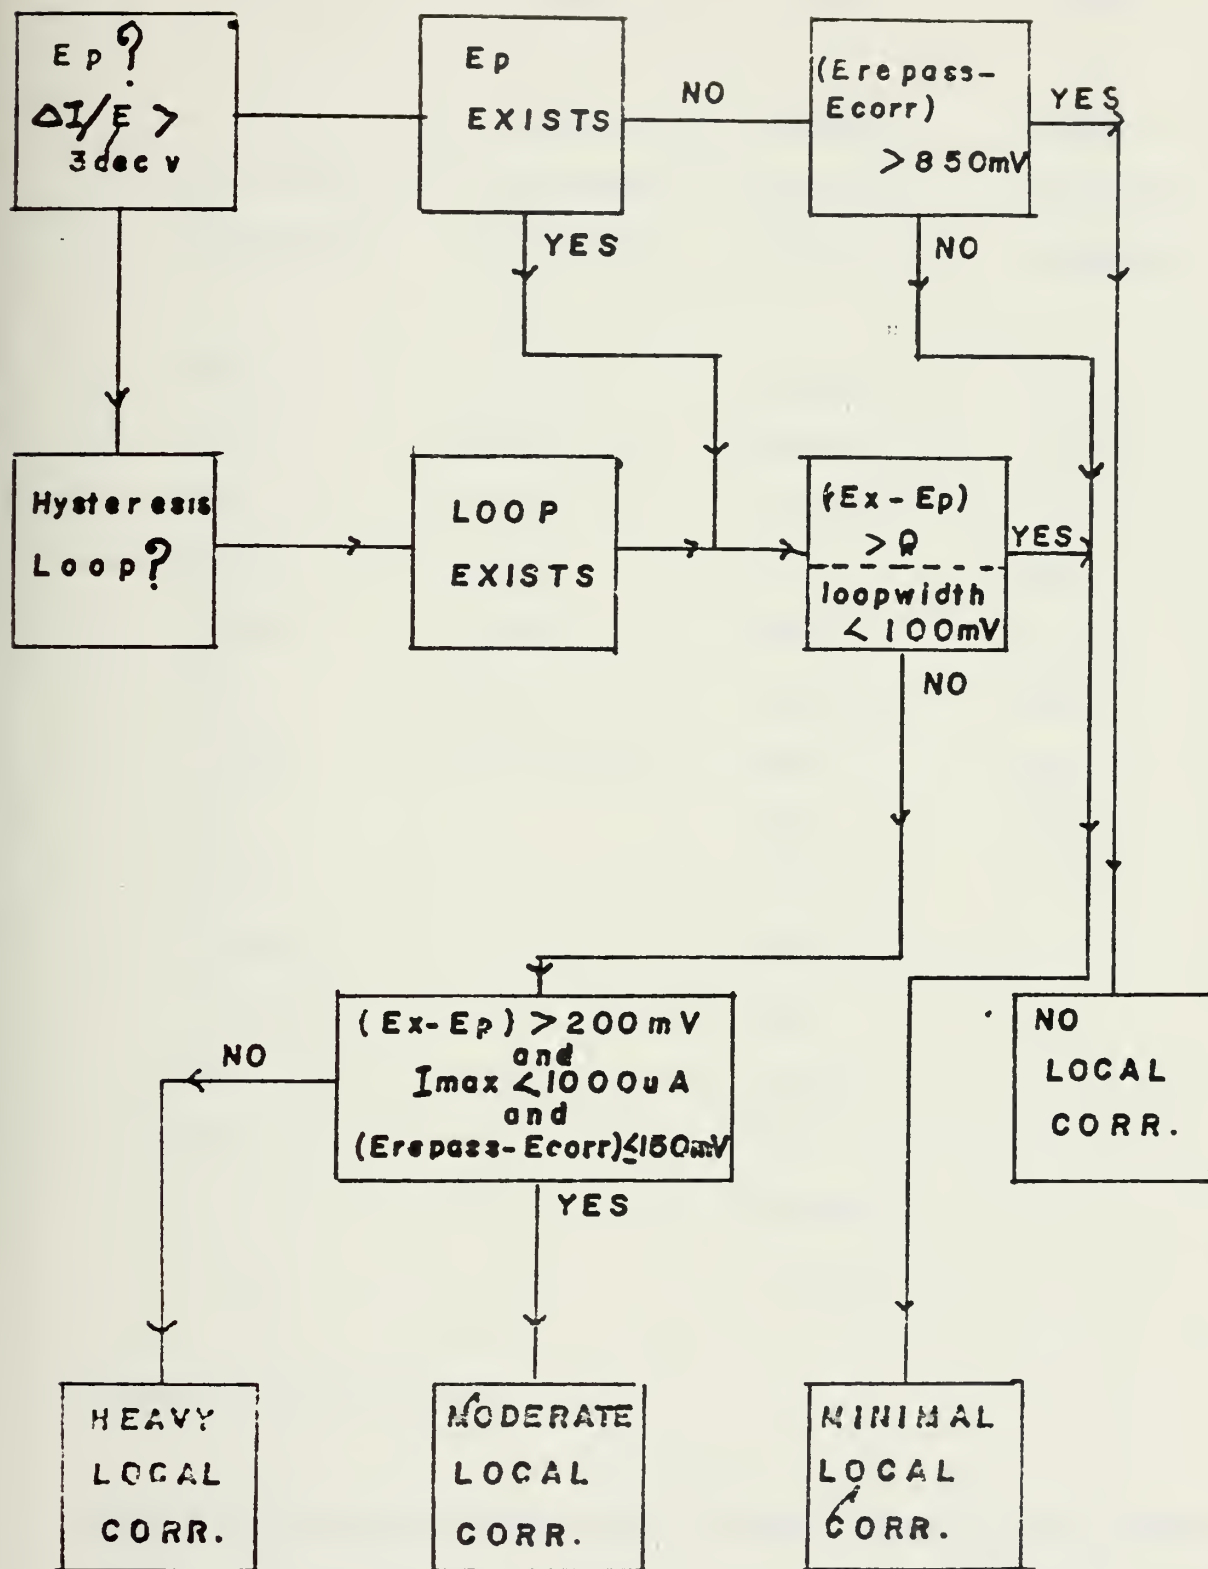 Ep?
ΔI/E >
3dec v
Ep
EXISTS
NO
(Erepass-
Ecorr)
>850mV
YES
YES
NO
Hysteresis
Loop?
LOOP
EXISTS
(Ex-Ep)
>0
loopwidth
<100mV
YES
NO
(Ex-Ep) >200mV
and
Imax <1000uA
and
(Erepass-Ecorr)≤150mV
NO
YES
NO
LOCAL
CORR.
HEAVY
LOCAL
CORR.
MODERATE
LOCAL
CORR.
MINIMAL
LOCAL
CORR.